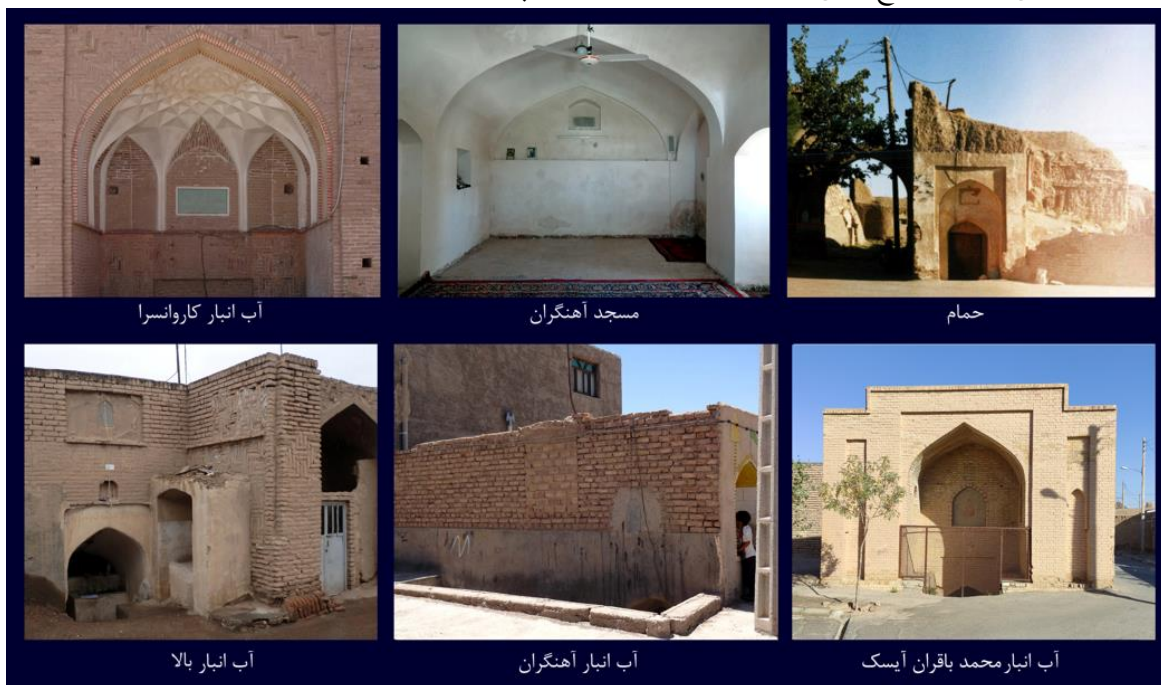 حمام
مسجد آهنگران
آب انبار کاروانسرا
آب انبار محمد باقران آیسک
آب انبار آهنگران
آب انبار بالا